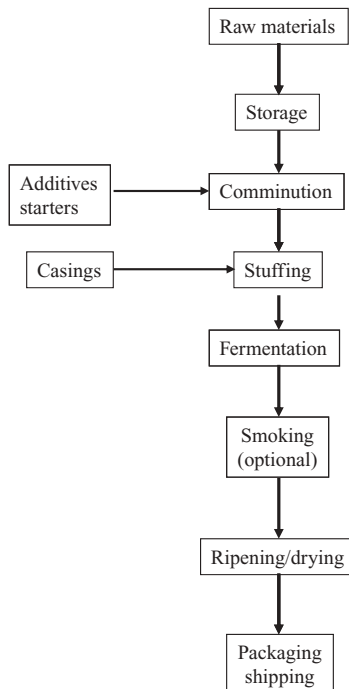 Raw materials
Storage
Additives
starters
Comminution
Casings
Stuffing
Fermentation
Smoking
(optional)
Ripening/drying
Packaging
shipping